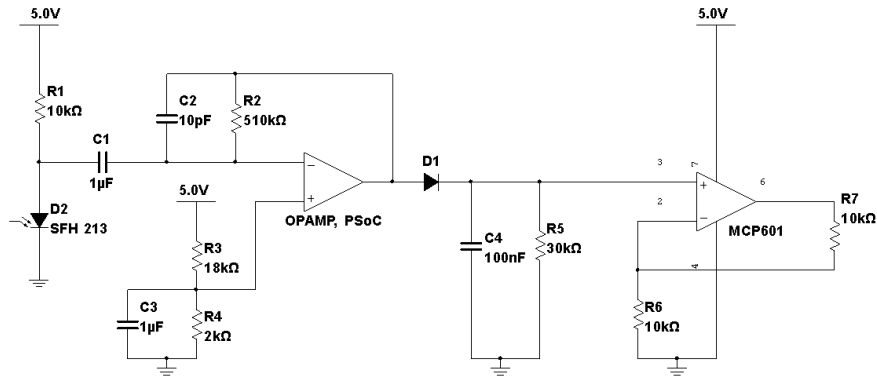 5.0V
5.0V
R1
10kΩ
C2
10pF
R2
510kΩ
C1
1µF
D1
3
7
6
2
4
R7
10kΩ
5.0V
OPAMP, PSoC
MCP601
D2
SFH 213
R3
18kΩ
C4
100nF
R5
30kΩ
C3
1µF
R4
2kΩ
R6
10kΩ